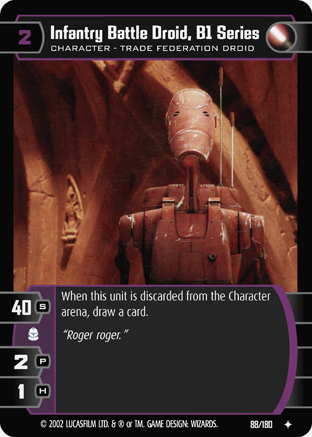 2
Infantry Battle Droid, B1 Series
CHARACTER - TRADE FEDERATION DROID
When this unit is discarded from the Character
arena, draw a card.
“Roger roger.”
40 S
2 P
1 H
© 2002 LUCASFILM LTD. & ® or TM. GAME DESIGN: WIZARDS.
88/180